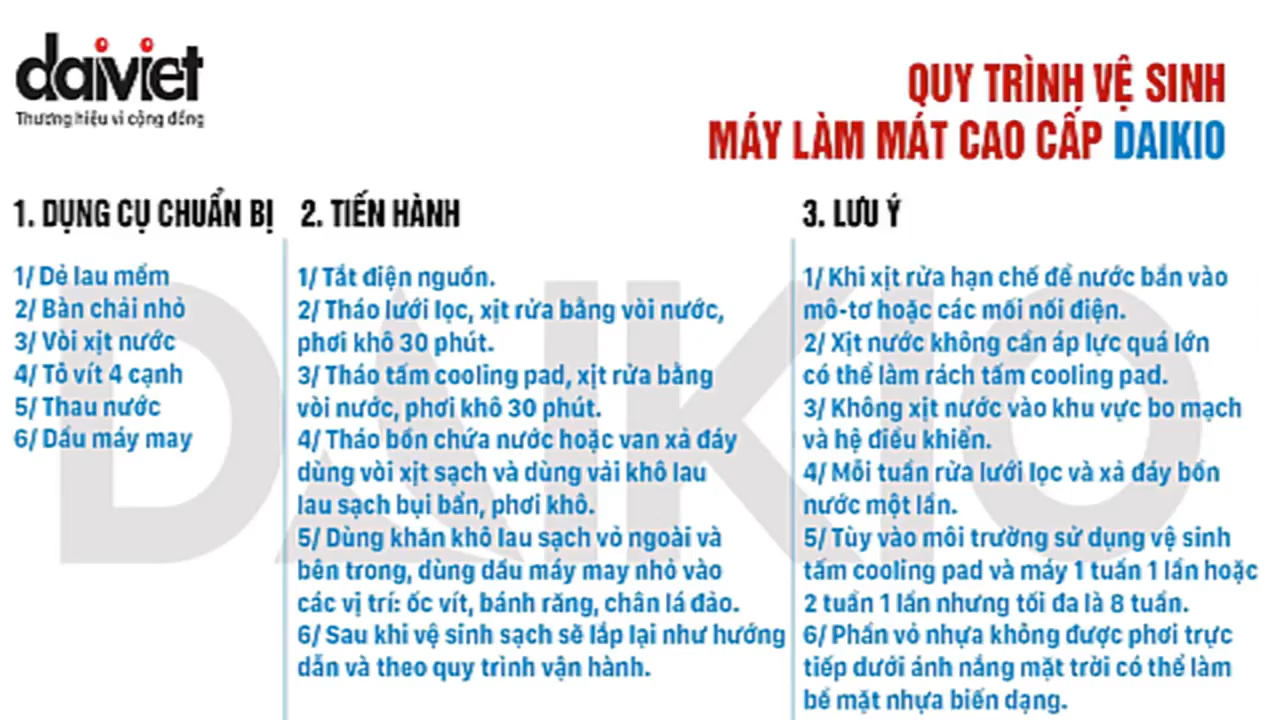 daiviet
Thương hiệu vì cộng đồng
QUY TRÌNH VỆ SINH
MÁY LÀM MÁT CAO CẤP DAIKIO
1. DỤNG CỤ CHUẨN BỊ
1/ Dẻ lau mềm
2/ Bàn chải nhỏ
3/ Vòi xịt nước
4/ Tô vít 4 cạnh
5/ Thau nước
6/ Dầu máy may
2. TIẾN HÀNH
1/ Tắt điện nguồn.
2/ Tháo lưới lọc, xịt rửa bằng vòi nước,
phơi khô 30 phút.
3/ Tháo tấm cooling pad, xịt rửa bằng
vòi nước, phơi khô 30 phút.
4/ Tháo bồn chứa nước hoặc van xả đáy
dùng vòi xịt sạch và dùng vải khô lau
lau sạch bụi bẩn, phơi khô.
5/ Dùng khăn khô lau sạch vỏ ngoài và
bên trong, dùng dầu máy may nhỏ vào
các vị trí: ốc vít, bánh răng, chân lá đảo.
6/ Sau khi vệ sinh sạch sẽ lắp lại như hướng
dẫn và theo quy trình vận hành.
3. LƯU Ý
1/ Khi xịt rửa hạn chế để nước bắn vào
mô-tơ hoặc các mối nối điện.
2/ Xịt nước không cần áp lực quá lớn
có thể làm rách tấm cooling pad.
3/ Không xịt nước vào khu vực bo mạch
và hệ điều khiển.
4/ Mỗi tuần rửa lưới lọc và xả đáy bồn
nước một lần.
5/ Tùy vào môi trường sử dụng vệ sinh
tấm cooling pad và máy 1 tuần 1 lần hoặc
2 tuần 1 lần nhưng tối đa là 8 tuần.
6/ Phần vỏ nhựa không được phơi trực
tiếp dưới ánh nắng mặt trời có thể làm
bề mặt nhựa biến dạng.
DAIKIO